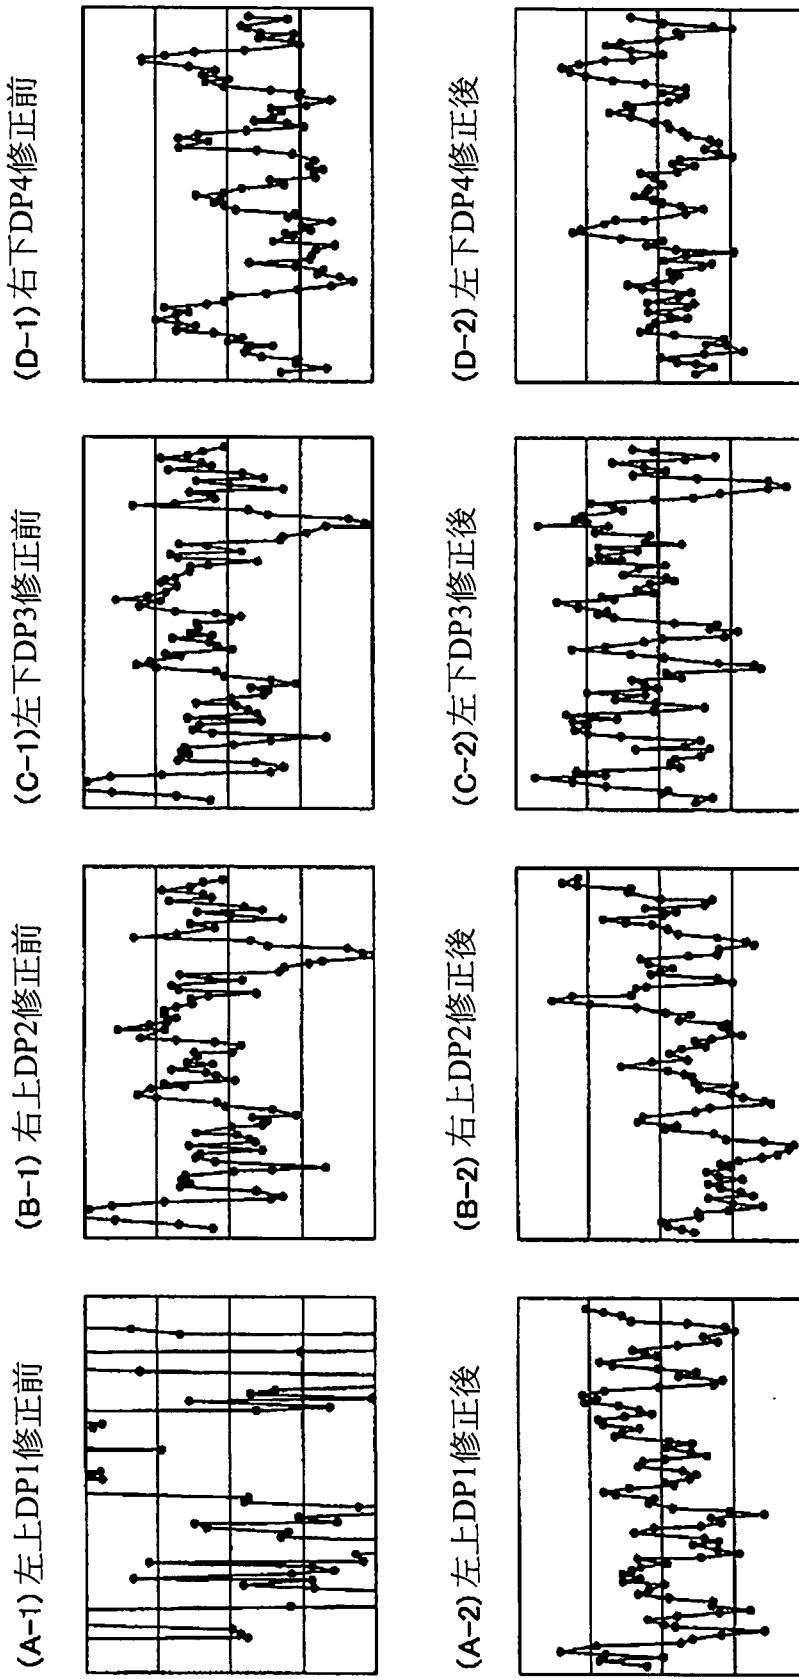 (A-1) 左上DP1修正前
(B-1) 右上DP2修正前
(C-1)左下DP3修正前
(D-1) 右下DP4修正前
(A-2) 左上DP1修正後
(B-2) 右上DP2修正後
(C-2) 左下DP3修正後
(D-2) 左下DP4修正後